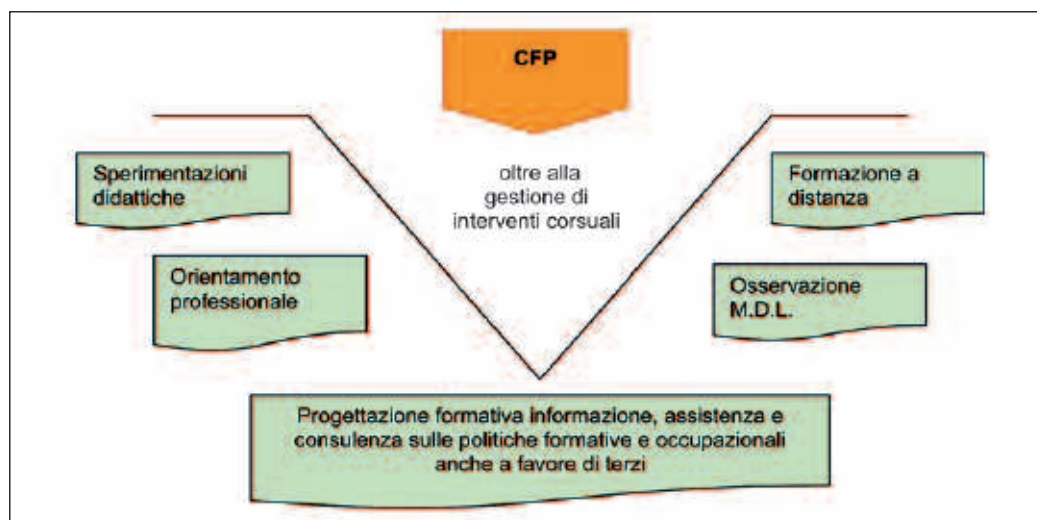 CFP
oltre alla
gestione di
interventi corsuali
Sperimentazioni
didattiche
Formazione a
distanza
Orientamento
professionale
Osservazione
M.D.L.
Progettazione formativa informazione, assistenza e
consulenza sulle politiche formative e occupazionali
anche a favore di terzi